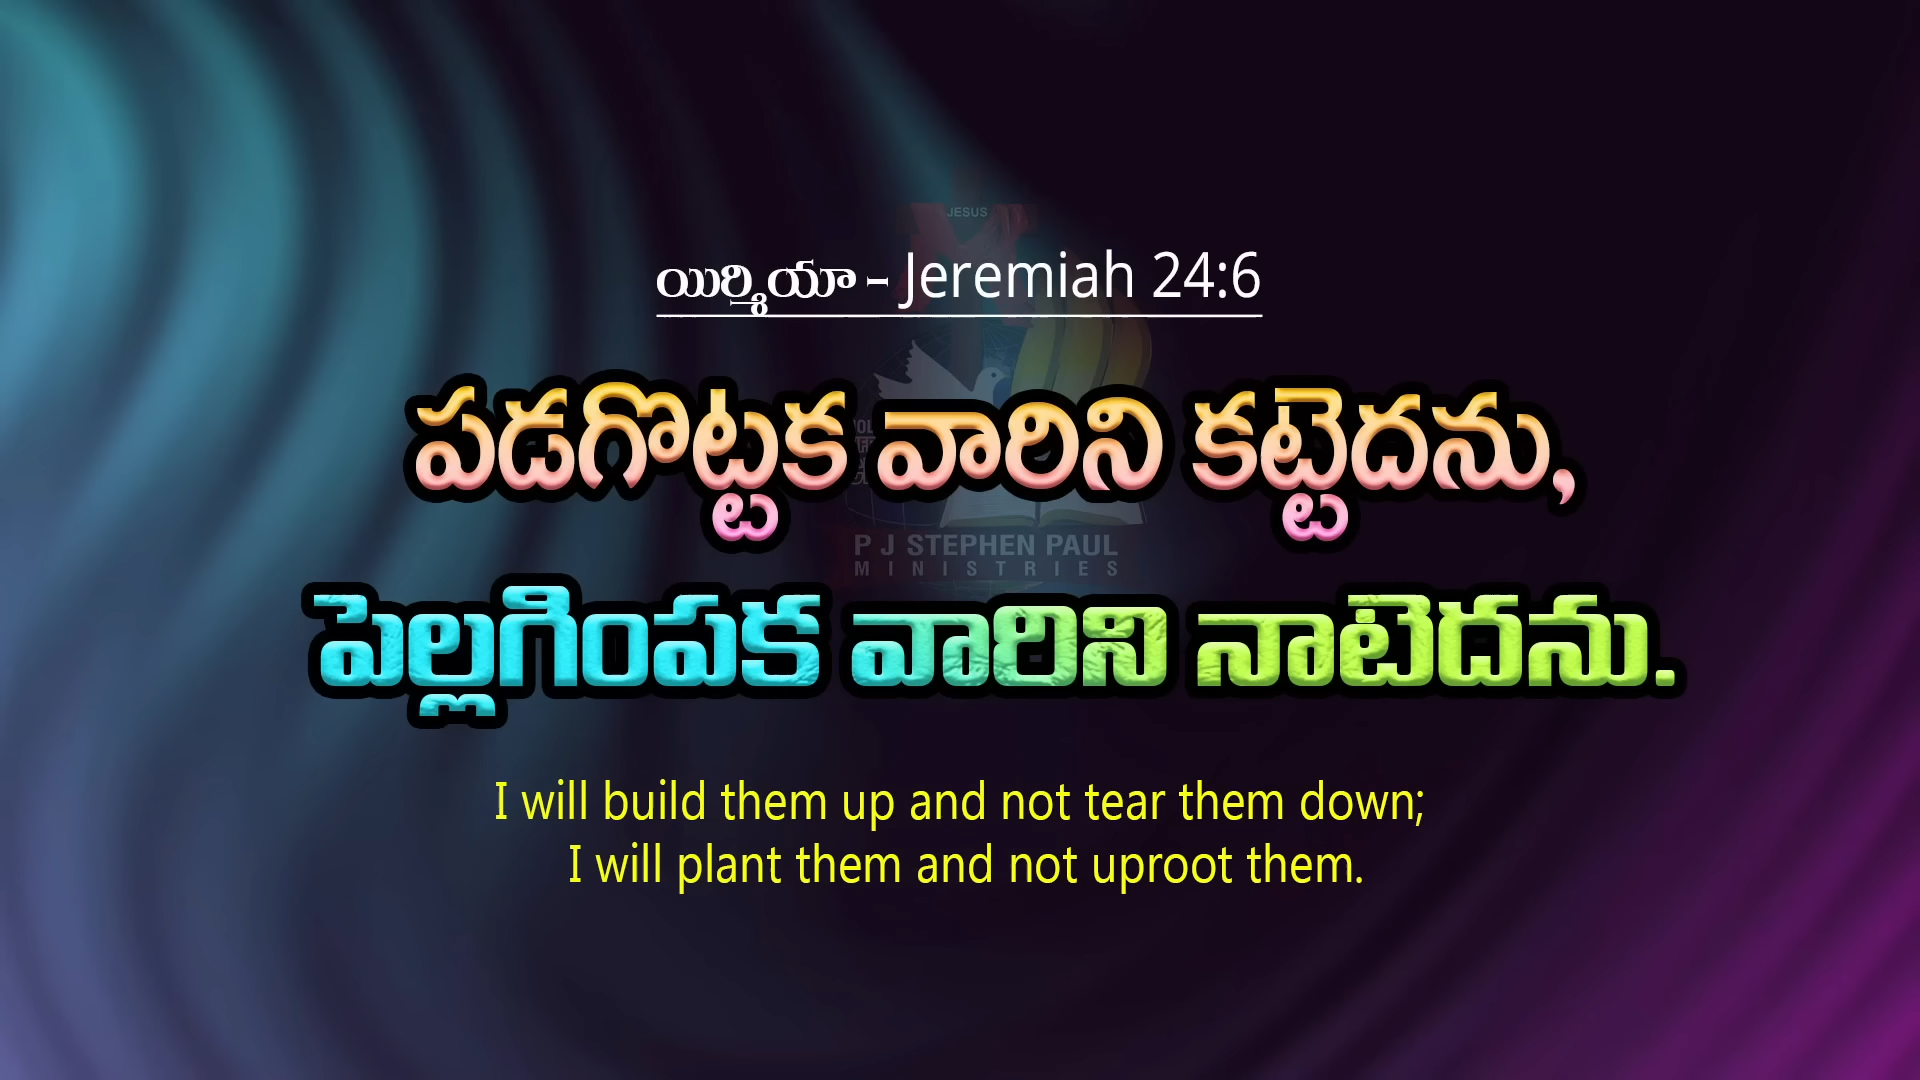 JESUS
యిర్మియా - Jeremiah 24:6
పడగొట్టక వారిని కట్టెదను,
P J STEPHEN PAUL
MINISTRIES
పెల్లగింపక వారిని నాటెదను.
I will build them up and not tear them down;
I will plant them and not uproot them.